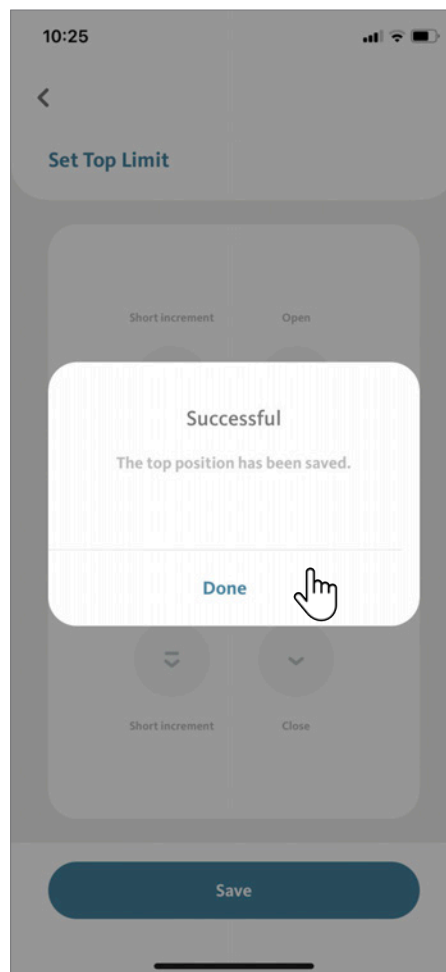 10:25
Set Top Limit
Short increment Open
Successful
The top position has been saved.
Done
Short increment Close
Save